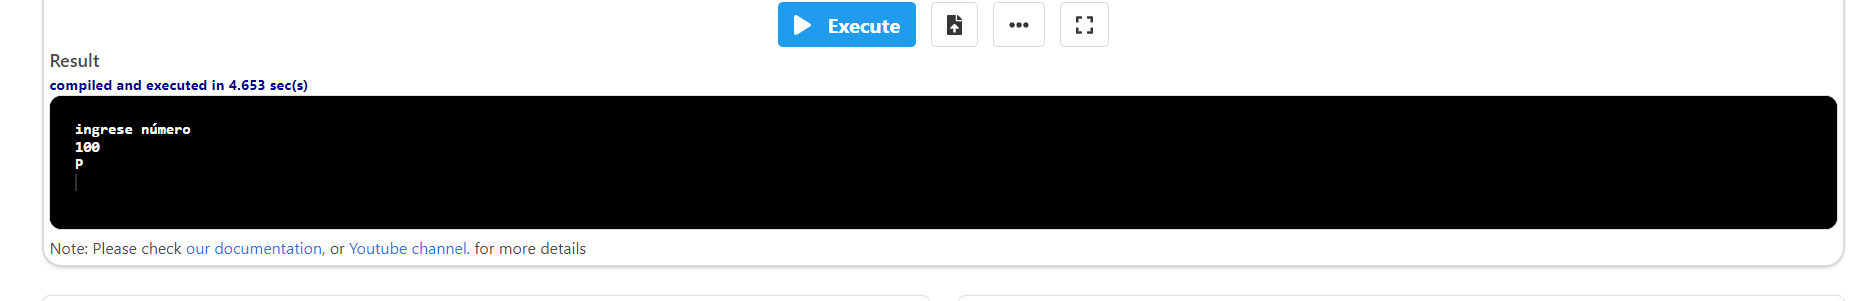 Execute
Result
compiled and executed in 4.653 sec(s)
ingrese número
100
P
Note: Please check our documentation, or Youtube channel. for more details